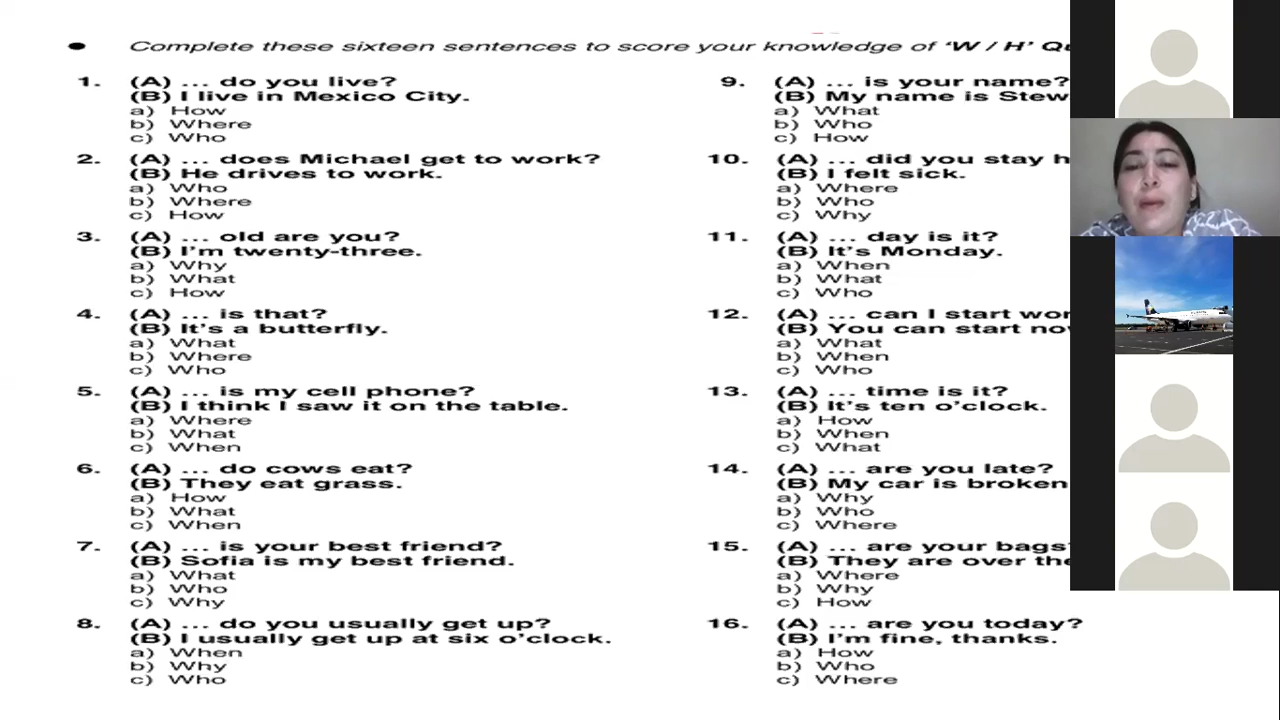 • Complete these sixteen sentences to score your knowledge of ‘W / H’
1. (A) ... do you live?
(B) I live in Mexico City.
a) How
b) Where
c) Who
2. (A) ... does Michael get to work?
(B) He drives to work.
a) Who
b) Where
c) How
3. (A) ... old are you?
(B) I’m twenty-three.
a) Why
b) What
c) How
4. (A) ... is that?
(B) It’s a butterfly.
a) What
b) Where
c) Who
5. (A) ... is my cell phone?
(B) I think I saw it on the table.
a) Where
b) What
c) When
6. (A) ... do cows eat?
(B) They eat grass.
a) How
b) What
c) When
7. (A) ... is your best friend?
(B) Sofia is my best friend.
a) What
b) Who
c) Why
8. (A) ... do you usually get up?
(B) I usually get up at six o’clock.
a) When
b) Why
c) Who
9. (A) ... is your name?
(B) My name is
a) What
b) Who
c) How
10. (A) ... did you stay
(B) I felt sick.
a) Where
b) Who
c) Why
11. (A) ... day is it?
(B) It’s Monday.
a) When
b) What
c) Who
12. (A) ... can I start
(B) You can start
a) What
b) When
c) Who
13. (A) ... time is it?
(B) It’s ten o’clock.
a) How
b) When
c) What
14. (A) ... are you late?
(B) My car is broken
a) Why
b) Who
c) Where
15. (A) ... are your bags?
(B) They are over
a) Where
b) Why
c) How
16. (A) ... are you today?
(B) I’m fine, thanks.
a) How
b) Who
c) Where